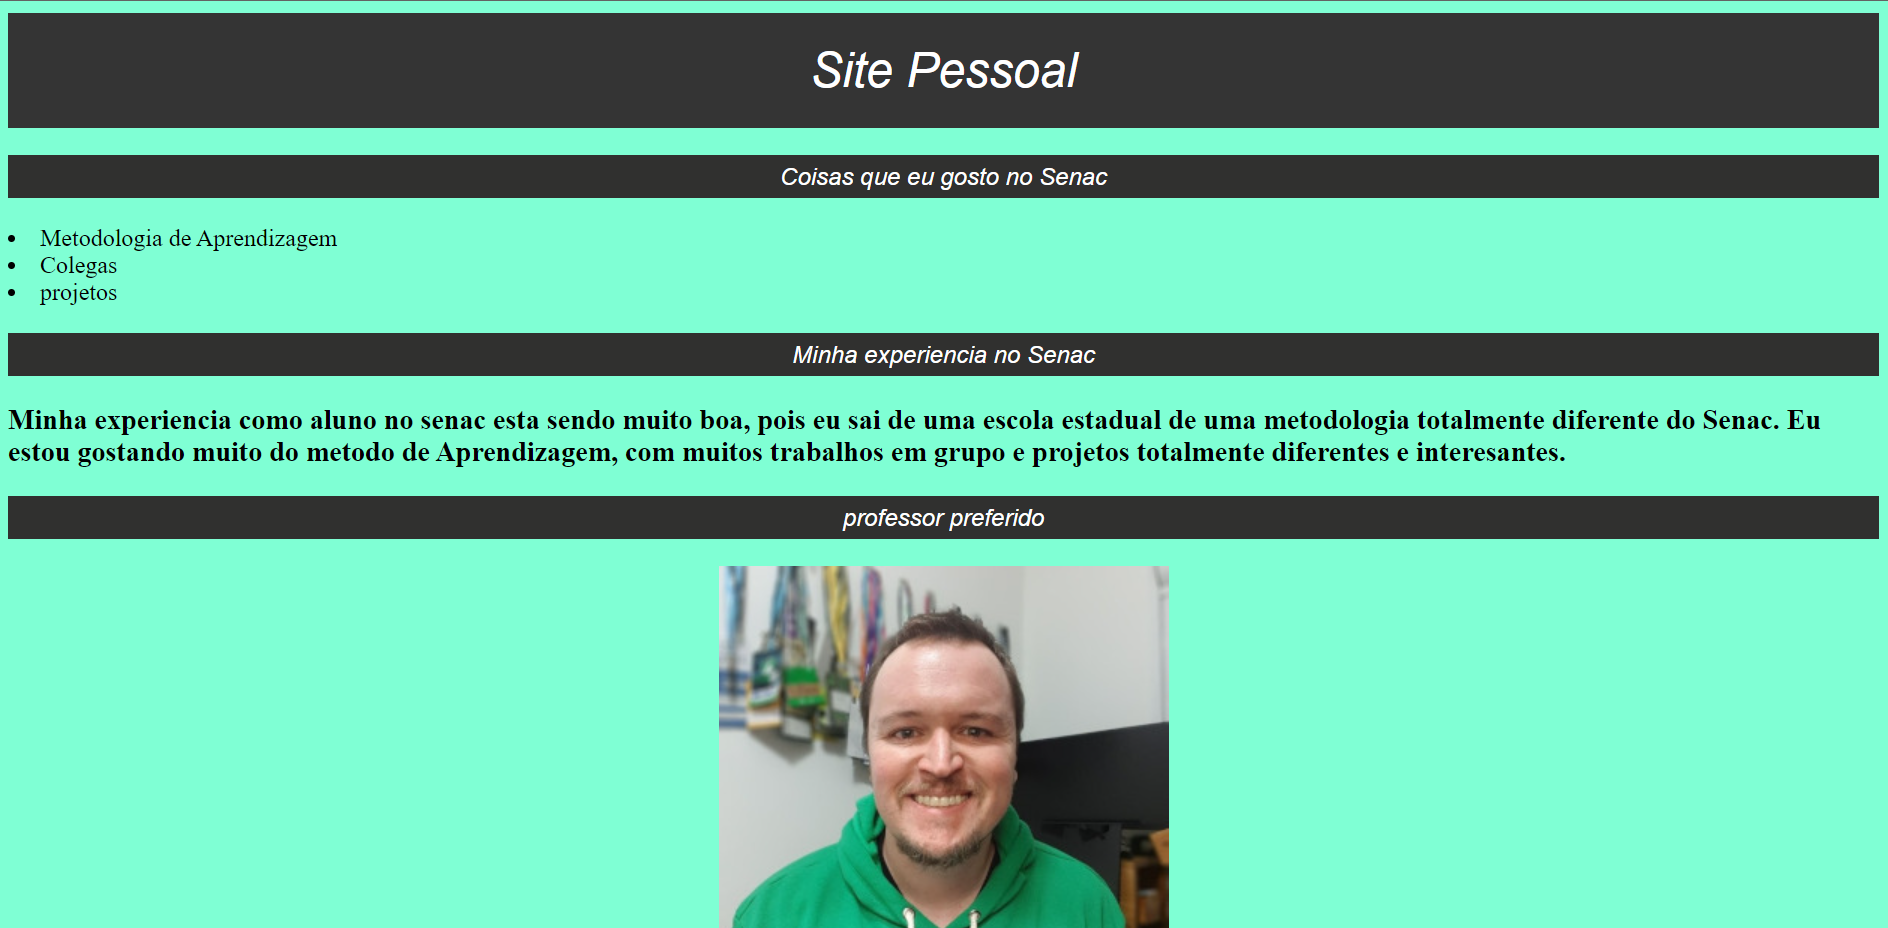 Site Pessoal
Coisas que eu gosto no Senac
Metodologia de Aprendizagem
Colegas
projetos
Minha experiencia no Senac
Minha experiencia como aluno no senac esta sendo muito boa, pois eu sai de uma escola estadual de uma metodologia totalmente diferente do Senac. Eu
estou gostando muito do metodo de Aprendizagem, com muitos trabalhos em grupo e projetos totalmente diferentes e interesantes.
professor preferido